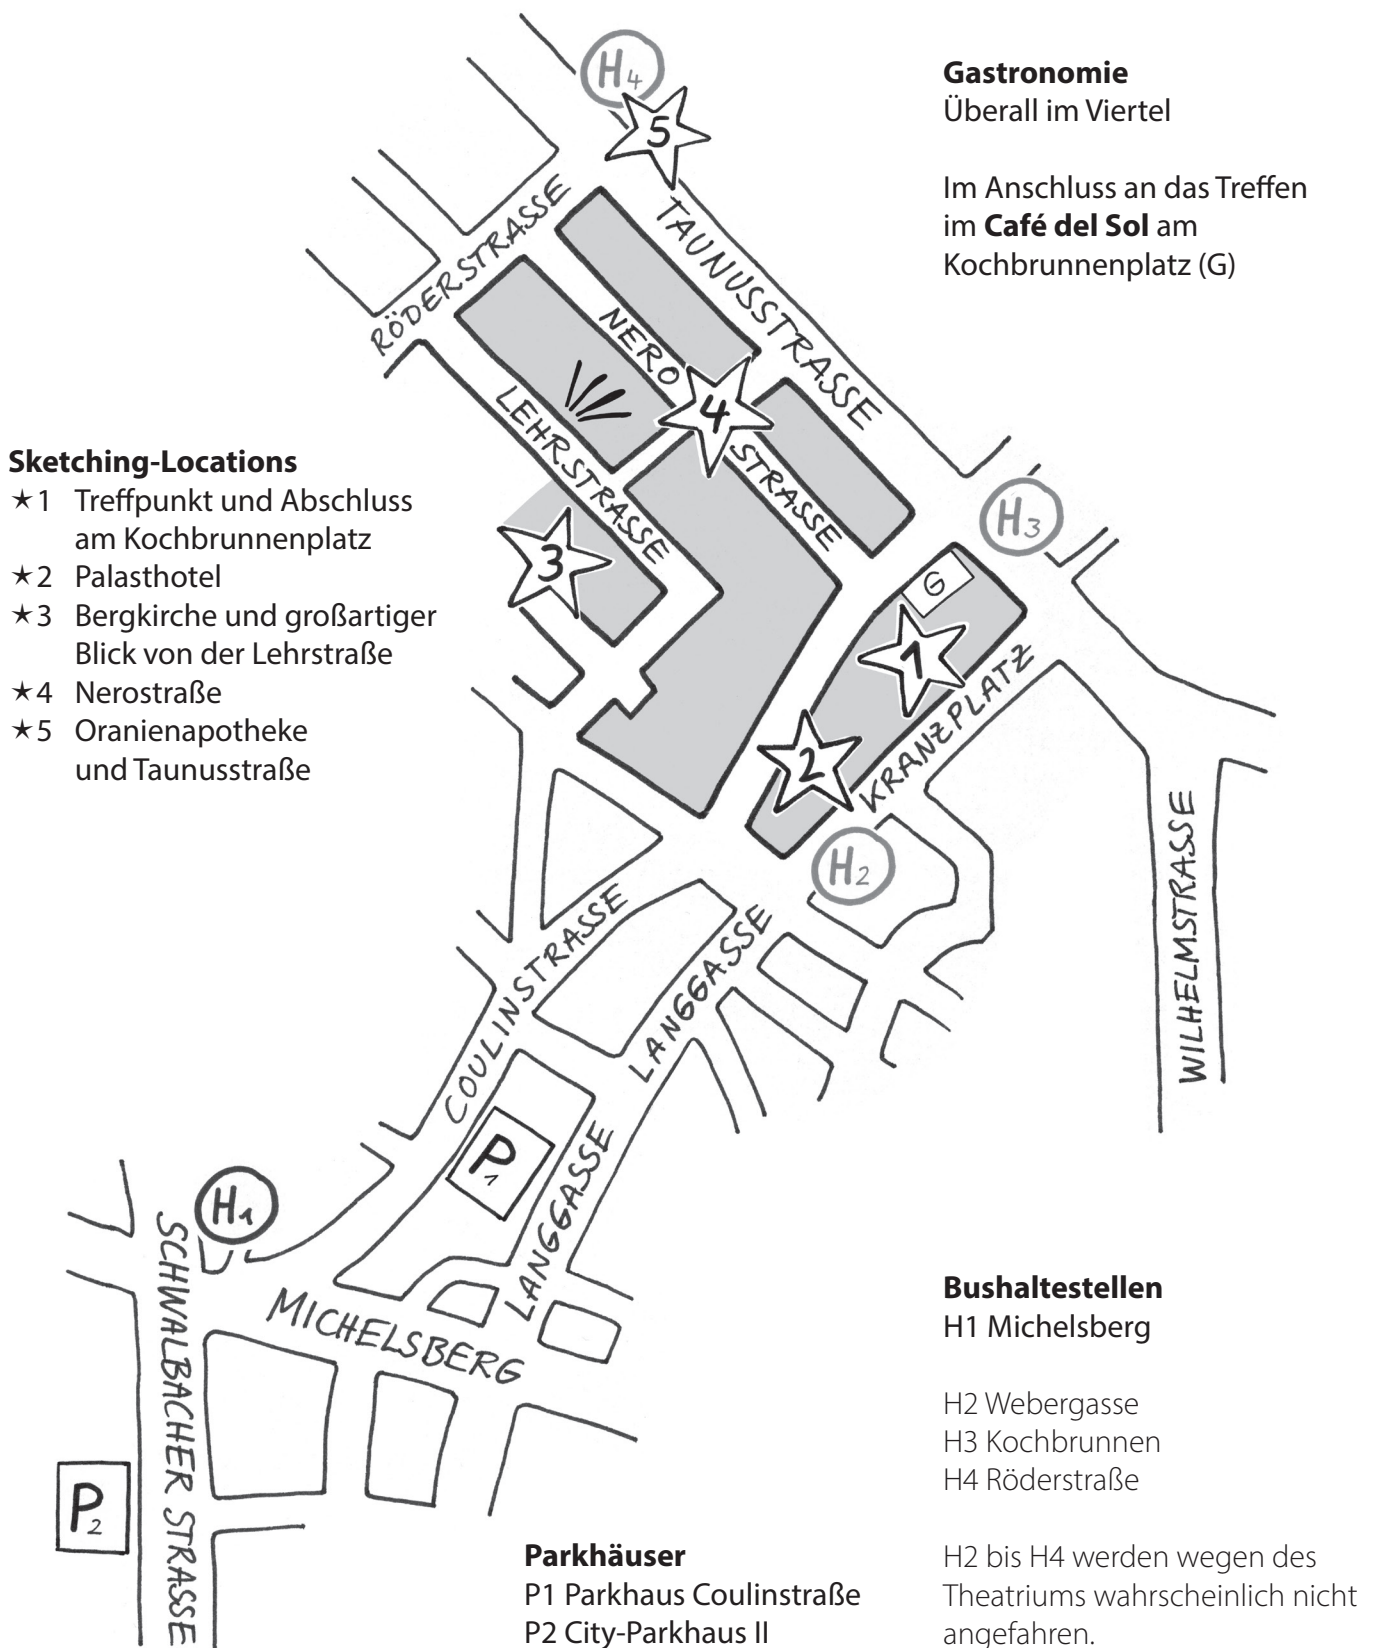 H4
5
Gastronomie
Überall im Viertel
Im Anschluss an das Treffen
im Café del Sol am
Kochbrunnenplatz (G)
TAUNUSSTRASSE
RÖDERSTRASSE
NERO
4
STRASSE
LEHRSTRASSE
3
H3
G
1
2
KRANZPLATZ
H2
Sketching-Locations
★1 Treffpunkt und Abschluss
am Kochbrunnenplatz
★2 Palasthotel
★3 Bergkirche und großartiger
Blick von der Lehrstraße
★4 Nerostraße
★5 Oranienapotheke
und Taunusstraße
WILHELMSTRASSE
COULINSTRASSE
LANGGASSE
P1
LANGGASSE
H1
MICHELSBERG
SCHWALBACHER STRASSE
P2
Bushaltestellen
H1 Michelsberg
H2 Webergasse
H3 Kochbrunnen
H4 Röderstraße
H2 bis H4 werden wegen des
Theatriums wahrscheinlich nicht
angefahren.
Parkhäuser
P1 Parkhaus Coulinstraße
P2 City-Parkhaus II